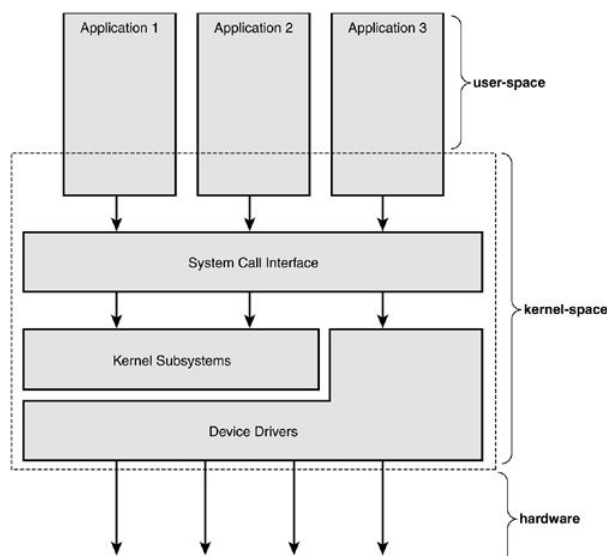 Application 1
Application 2
Application 3
user-space
System Call Interface
kernel-space
Kernel Subsystems
Device Drivers
hardware